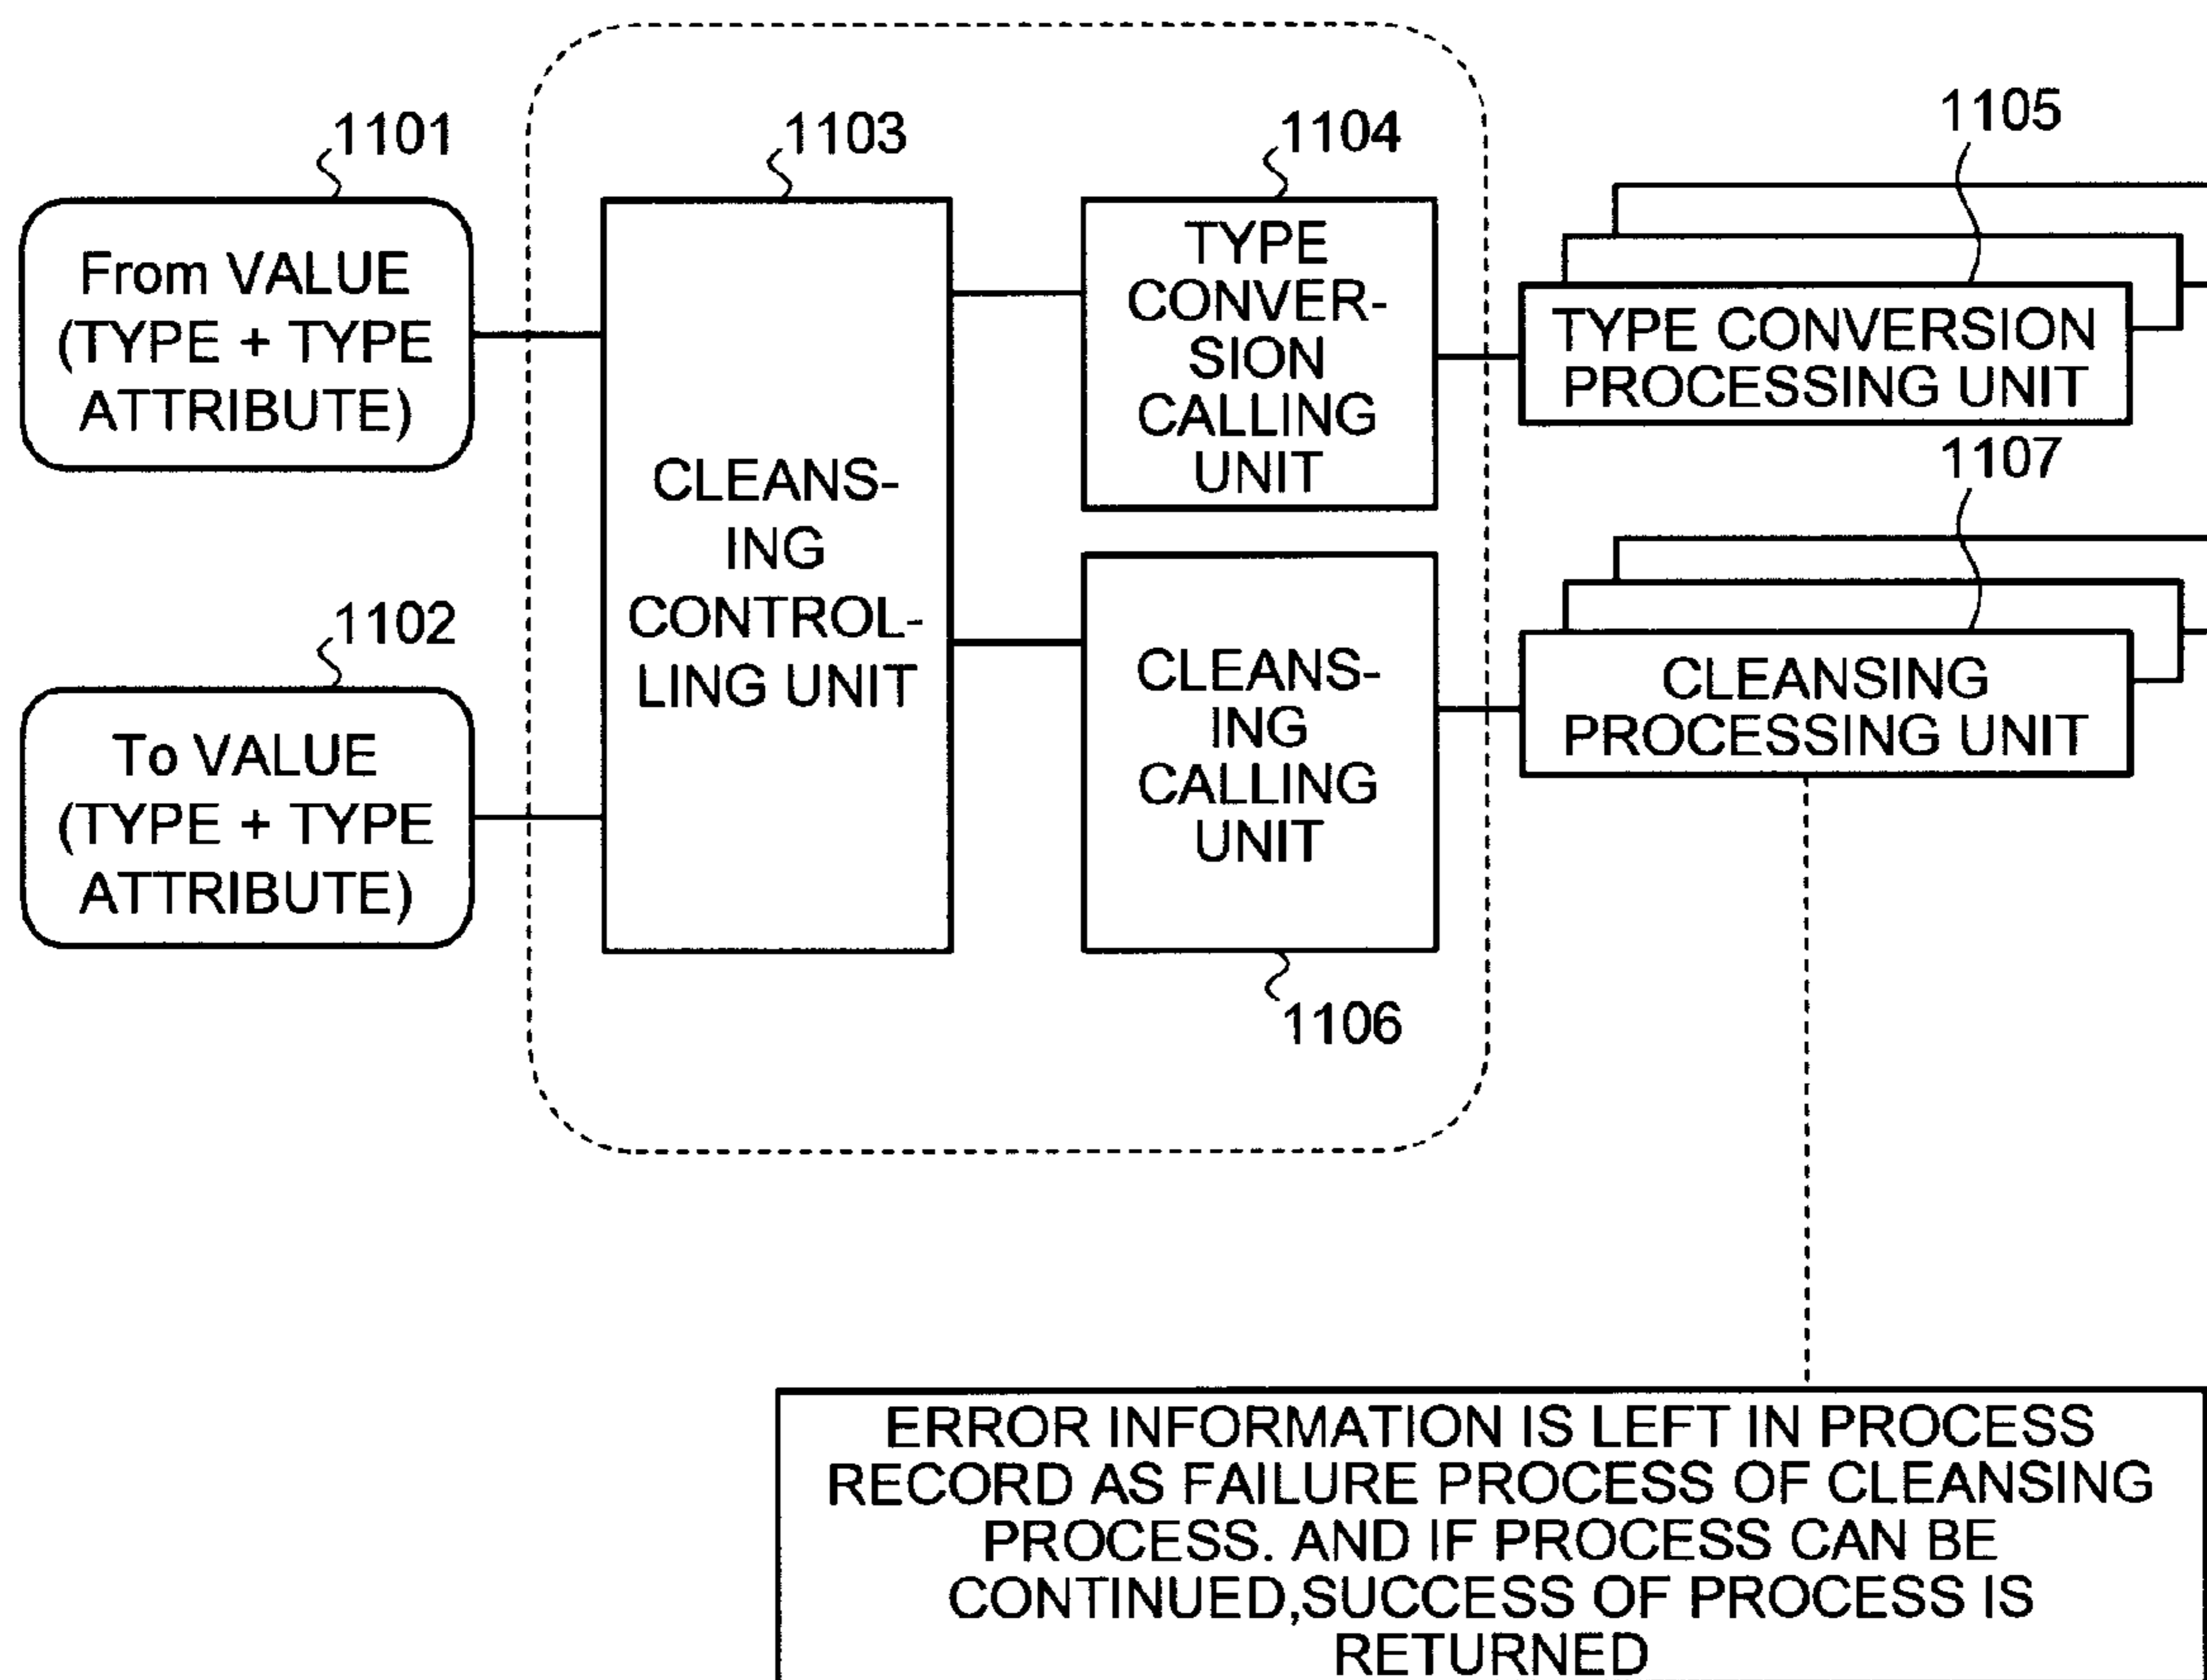 1101
From VALUE
(TYPE + TYPE
ATTRIBUTE)
1102
To VALUE
(TYPE + TYPE
ATTRIBUTE)
1103
CLEANS-
ING
CONTROL-
LING UNIT
1104
TYPE
CONVER-
SION
CALLING
UNIT
1105
TYPE CONVERSION
PROCESSING UNIT
CLEANS-
ING
CALLING
UNIT
1106
1107
CLEANSING
PROCESSING UNIT
ERROR INFORMATION IS LEFT IN PROCESS
RECORD AS FAILURE PROCESS OF CLEANSING
PROCESS. AND IF PROCESS CAN BE
CONTINUED,SUCCESS OF PROCESS IS
RETURNED